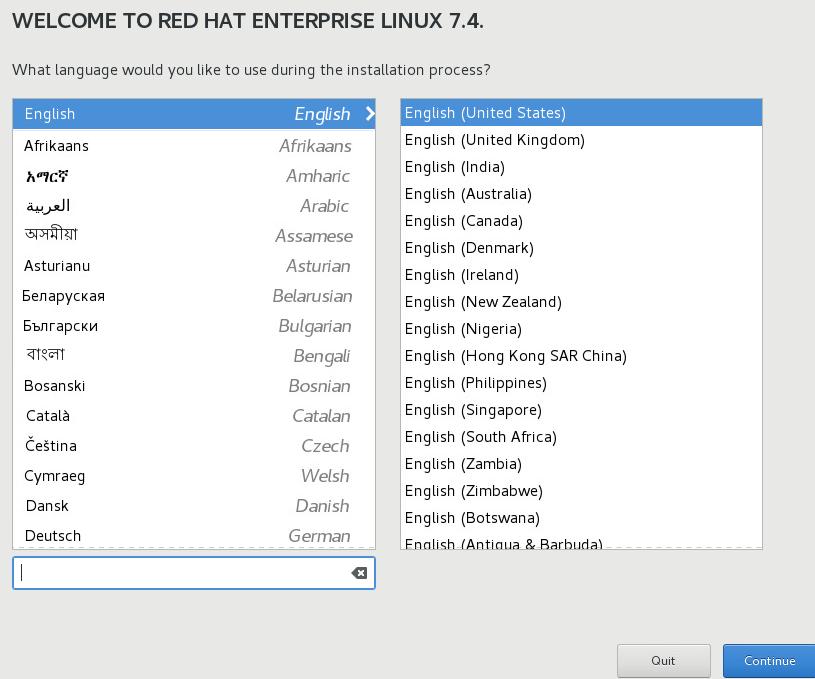 WELCOME TO RED HAT ENTERPRISE LINUX 7.4.
What language would you like to use during the installation process?
English English
Afrikaans Afrikaans
አማርኛ Amharic
العربية Arabic
অসমীয়া Assamese
Asturianu Asturian
Беларуская Belarusian
Български Bulgarian
বাংলা Bengali
Bosanski Bosnian
Català Catalan
Čeština Czech
Cymraeg Welsh
Dansk Danish
Deutsch German
English (United States)
English (United Kingdom)
English (India)
English (Australia)
English (Canada)
English (Denmark)
English (Ireland)
English (New Zealand)
English (Nigeria)
English (Hong Kong SAR China)
English (Philippines)
English (Singapore)
English (South Africa)
English (Zambia)
English (Zimbabwe)
English (Botswana)
English (Antigua & Barbuda)
Quit
Continue